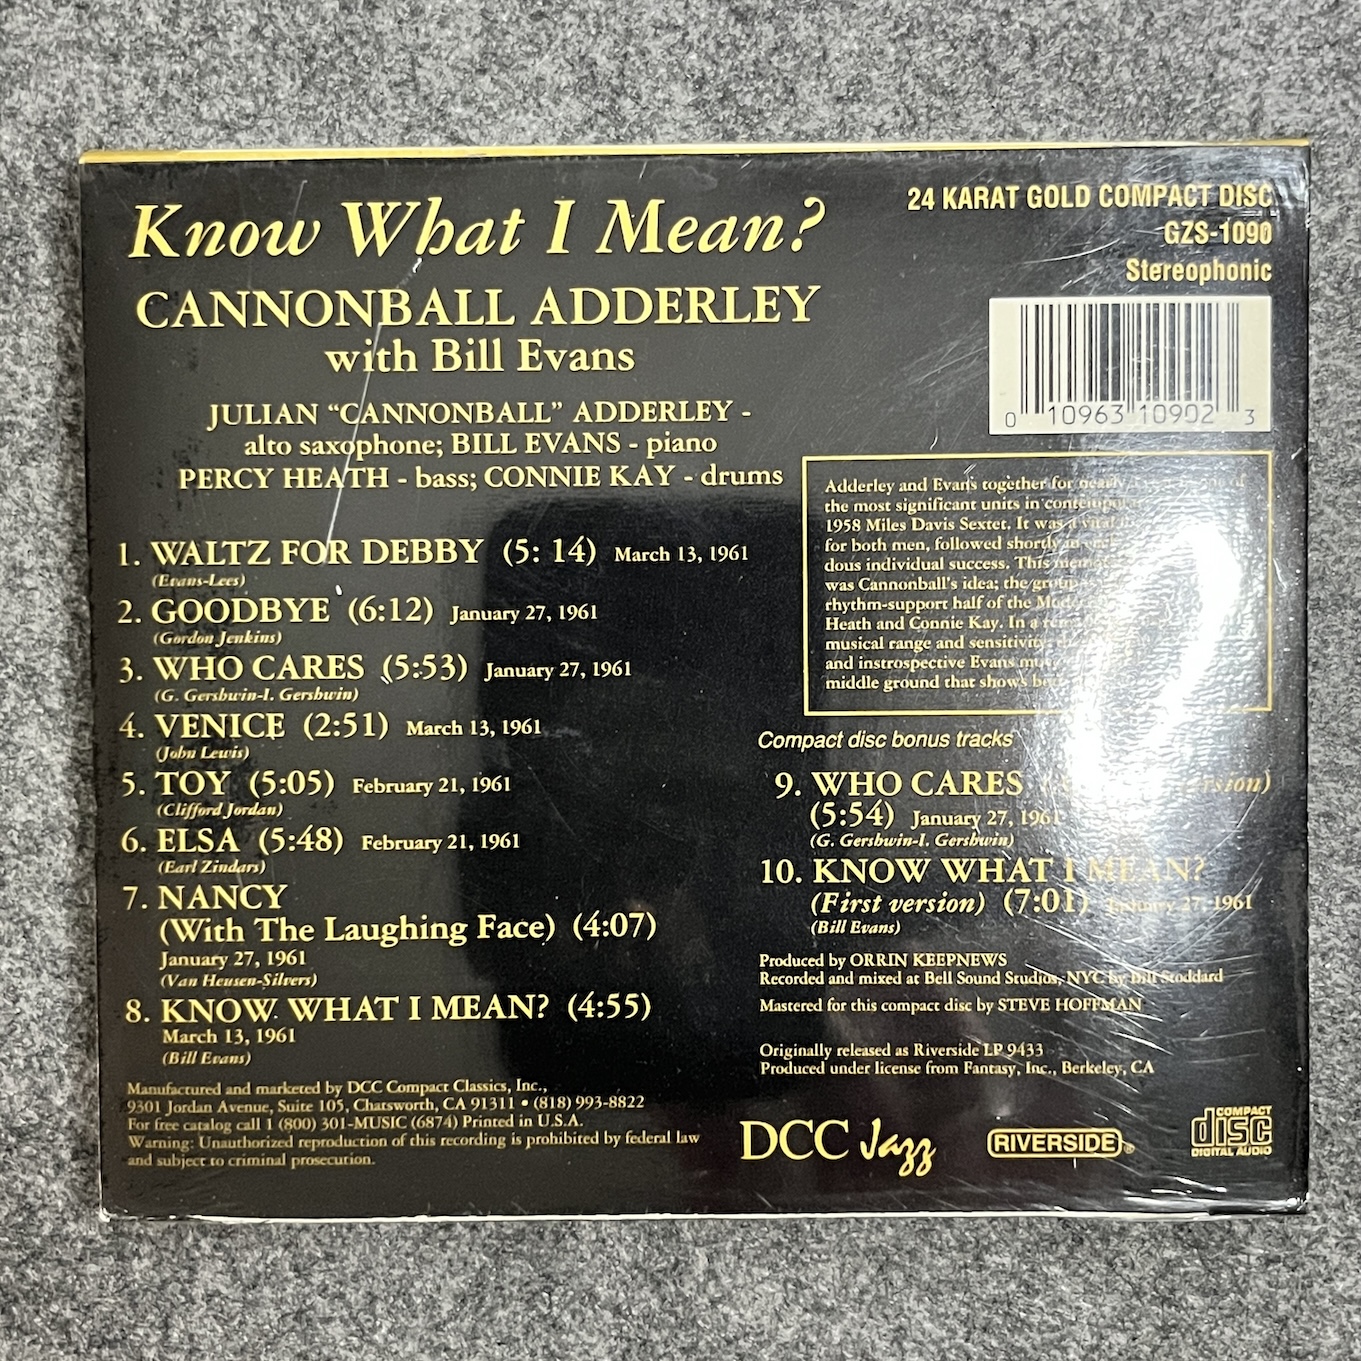 Know What I Mean?
CANNONBALL ADDERLEY
with Bill Evans
JULIAN “CANNONBALL” ADDERLEY -
alto saxophone; BILL EVANS - piano
PERCY HEATH - bass; CONNIE KAY - drums
1. WALTZ FOR DEBBY (5: 14) March 13, 1961
(Evans-Lees)
2. GOODBYE (6:12) January 27, 1961
(Gordon Jenkins)
3. WHO CARES (5:53) January 27, 1961
(G. Gershwin-I. Gershwin)
4. VENICE (2:51) March 13, 1961
(John Lewis)
5. TOY (5:05) February 21, 1961
(Clifford Jordan)
6. ELSA (5:48) February 21, 1961
(Earl Zindars)
7. NANCY
(With The Laughing Face) (4:07)
January 27, 1961
(Van Heusen-Silvers)
8. KNOW WHAT I MEAN? (4:55)
March 13, 1961
(Bill Evans)
Manufactured and marketed by DCC Compact Classics, Inc.,
9301 Jordan Avenue, Suite 105, Chatsworth, CA 91311 • (818) 993-8822
For free catalog call 1 (800) 301-MUSIC (6874) Printed in U.S.A.
Warning: Unauthorized reproduction of this recording is prohibited by federal law
and subject to criminal prosecution.
24 KARAT GOLD COMPACT DISC
GZS-1090
Stereophonic
0 10963 10902 3
Adderley and Evans together for nearly
the most significant units in
1958 Miles Davis Sextet. It was a vital
for both men, followed shortly
dous individual success. This
was Cannonball's idea; the group
rhythm-support half of the
Heath and Connie Kay. In a
musical range and sensitivity,
and instrospective Evans
middle ground that shows
Compact disc bonus tracks
9. WHO CARES
(5:54) January 27, 1961
(G. Gershwin-I. Gershwin)
10. KNOW WHAT I MEAN?
(First version) (7:01) January 27, 1961
(Bill Evans)
Produced by ORRIN KEEPNEWS
Recorded and mixed at Bell Sound Studios, NYC by Bill Stoddard
Mastered for this compact disc by STEVE HOFFMAN
Originally released as Riverside LP 9433
Produced under license from Fantasy, Inc., Berkeley, CA
DCC Jazz
RIVERSIDE®
COMPACT
disc
DIGITAL AUDIO